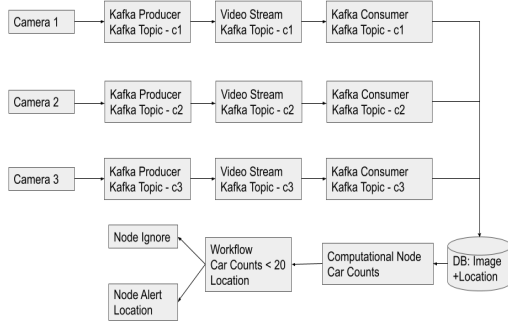 Camera 1
Kafka Producer
Kafka Topic - c1
Video Stream
Kafka Topic - c1
Kafka Consumer
Kafka Topic - c1
Camera 2
Kafka Producer
Kafka Topic - c2
Video Stream
Kafka Topic - c2
Kafka Consumer
Kafka Topic - c2
Camera 3
Kafka Producer
Kafka Topic - c3
Video Stream
Kafka Topic - c3
Kafka Consumer
Kafka Topic - c3
Node Ignore
Node Alert
Location
Workflow
Car Counts < 20
Location
Computational Node
Car Counts
DB: Image
+Location